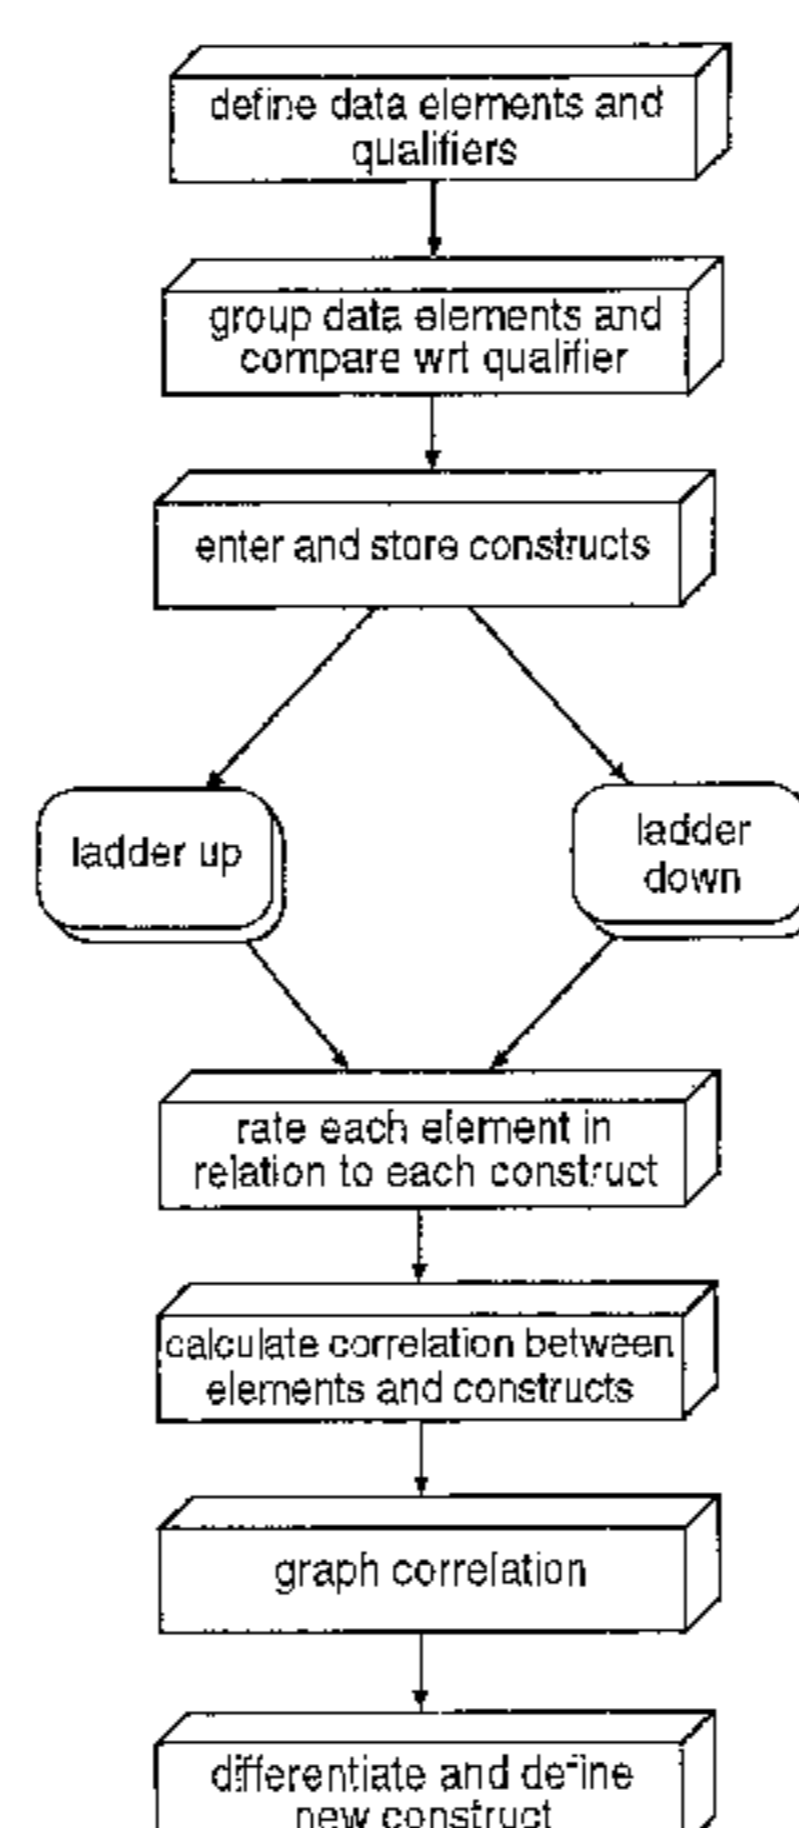 define data elements and
qualifiers
group data elements and
compare wrt qualifier
enter and store constructs
ladder up
ladder
down
rate each element in
relation to each construct
calculate correlation between
elements and constructs
graph correlation
differentiate and define
new construct